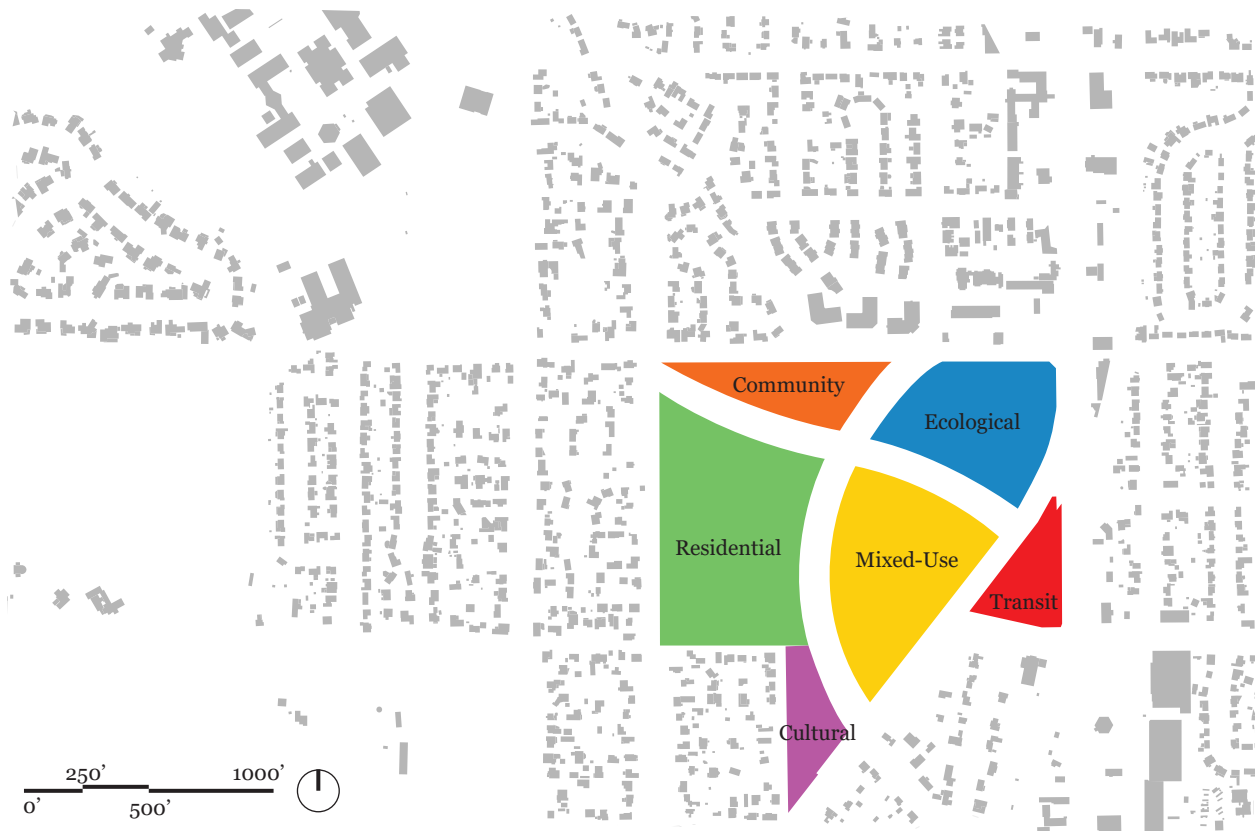 Community
Ecological
Residential
Mixed-Use
Transit
Cultural
250’ 1000’
0’ 500’